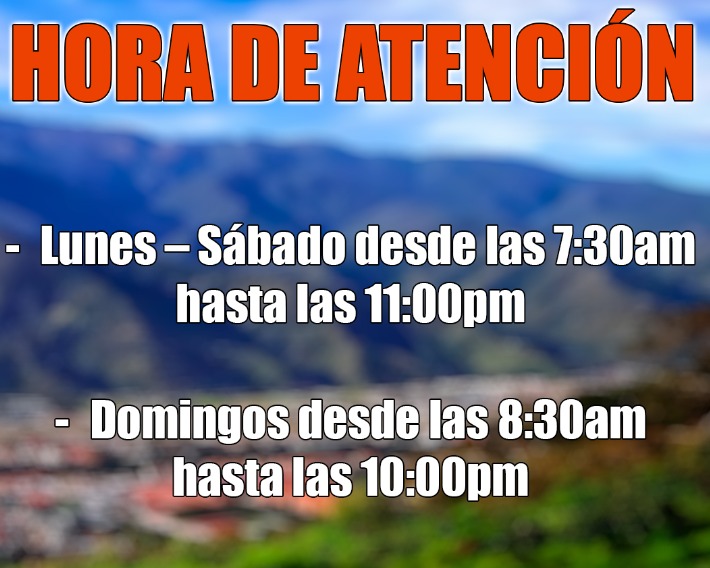 HORA DE ATENCIÓN
- Lunes – Sábado desde las 7:30am
hasta las 11:00pm
- Domingos desde las 8:30am
hasta las 10:00pm